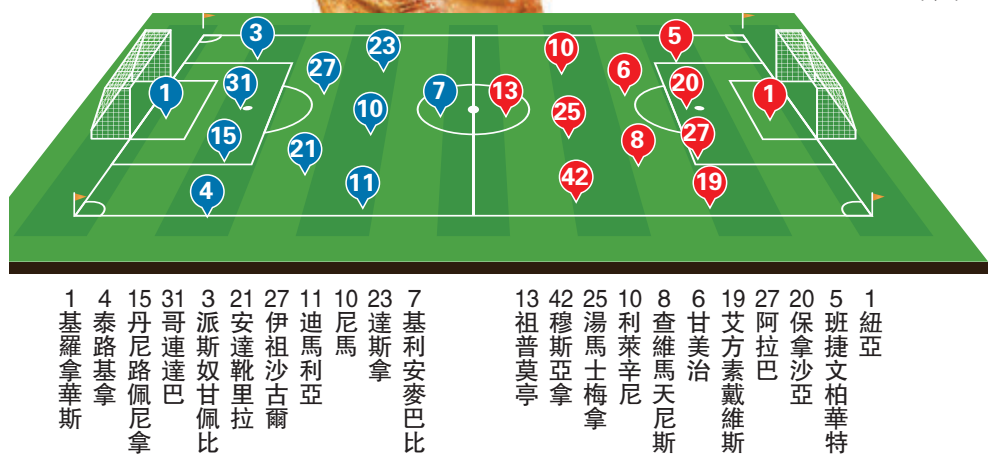 3
23
10
5
27
6
31
20
1
7
13
1
10
25
15
27
21
8
4
11
42
19
1 基羅拿華斯
4 泰路基拿
15 丹尼路佩尼拿
31 哥連達巴
3 派斯奴甘佩比
21 安達靴里拉
27 伊祖沙古爾
11 迪馬利亞
10 尼馬
23 達斯拿
7 基利安麥巴比
13 祖普莫亭
42 穆斯亞拿
25 湯馬士梅拿
10 利萊辛尼
8 查維馬天尼斯
6 甘美治
19 艾方素戴維斯
27 阿拉巴
20 保拿沙亞
5 班捷文柏華特
1 紐亞